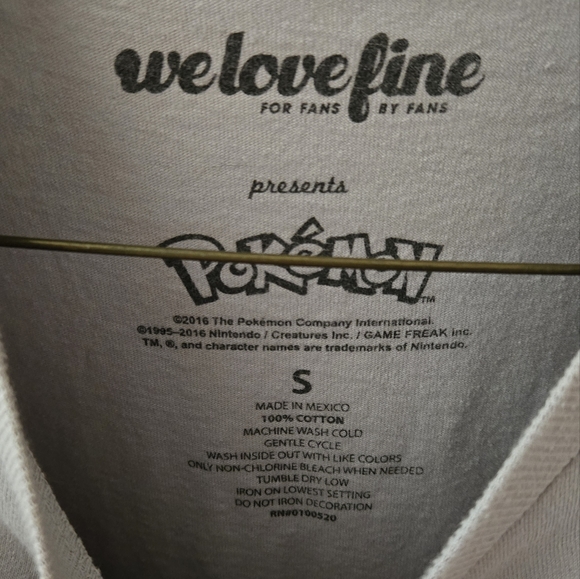 welovefine
FOR FANS BY FANS
presents
POKéMON TM
©2016 The Pokémon Company International.
©1995–2016 Nintendo / Creatures Inc. / GAME FREAK inc.
TM, ®, and character names are trademarks of Nintendo.
S
MADE IN MEXICO
100% COTTON
MACHINE WASH COLD
GENTLE CYCLE
WASH INSIDE OUT WITH LIKE COLORS
ONLY NON-CHLORINE BLEACH WHEN NEEDED
TUMBLE DRY LOW
IRON ON LOWEST SETTING
DO NOT IRON DECORATION
RN#0100520